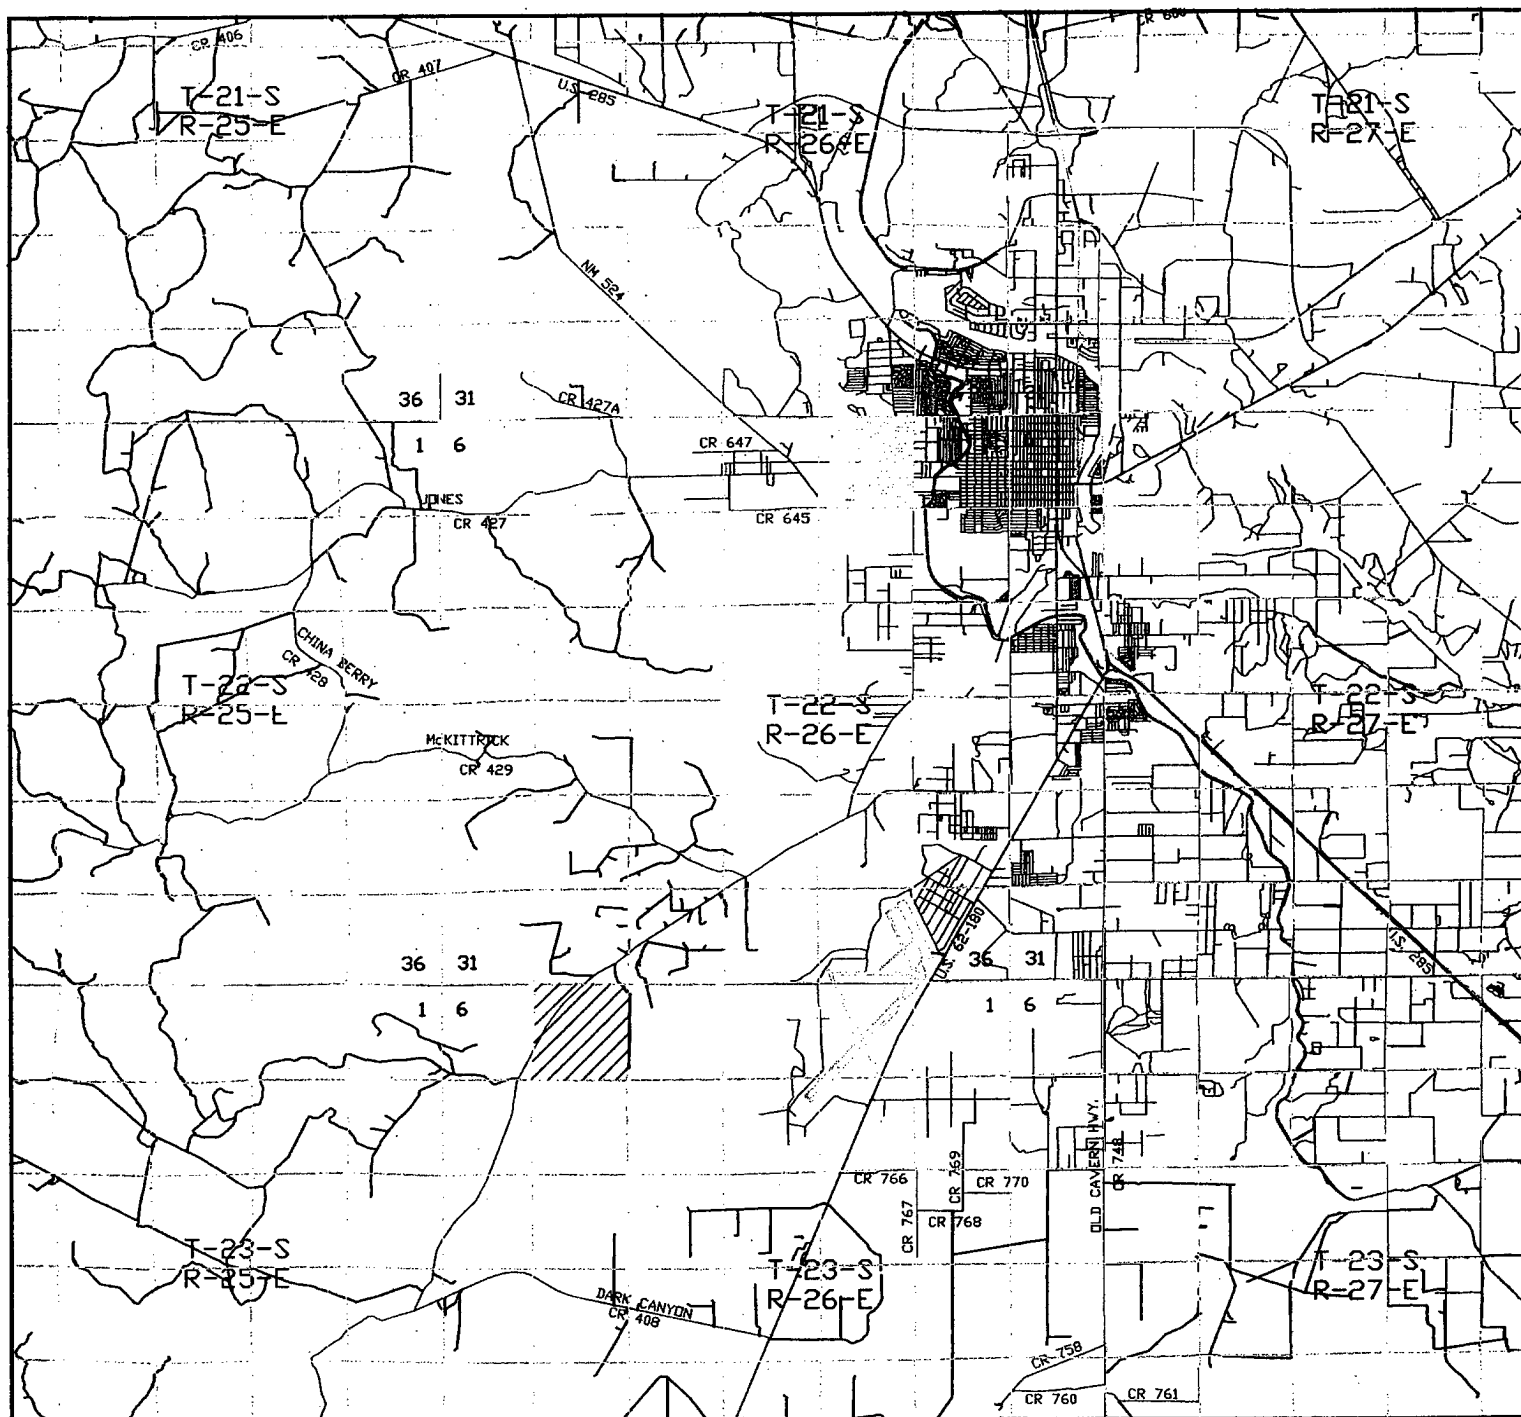 CR 406
CR 407
U.S. 285
T-21-S
R-25-E
T-21-S
R-26-E
T-21-S
R-27-E
NM 524
36 31
1 6
CR 427A
CR 647
JONES
CR 427
CR 645
CHINA BERRY
CR 428
T-22-S
R-25-E
T-22-S
R-26-E
T-22-S
R-27-E
McKITTRICK
CR 429
36 31
1 6
U.S. 62-180
36 31
1 6
U.S. 285
OLD CAVERN HWY.
CR 748
CR 766
CR 769
CR 770
CR 767
CR 768
T-23-S
R-25-E
T-23-S
R-26-E
T-23-S
R-27-E
DARK CANYON
CR 408
CR 758
CR 760
CR 761